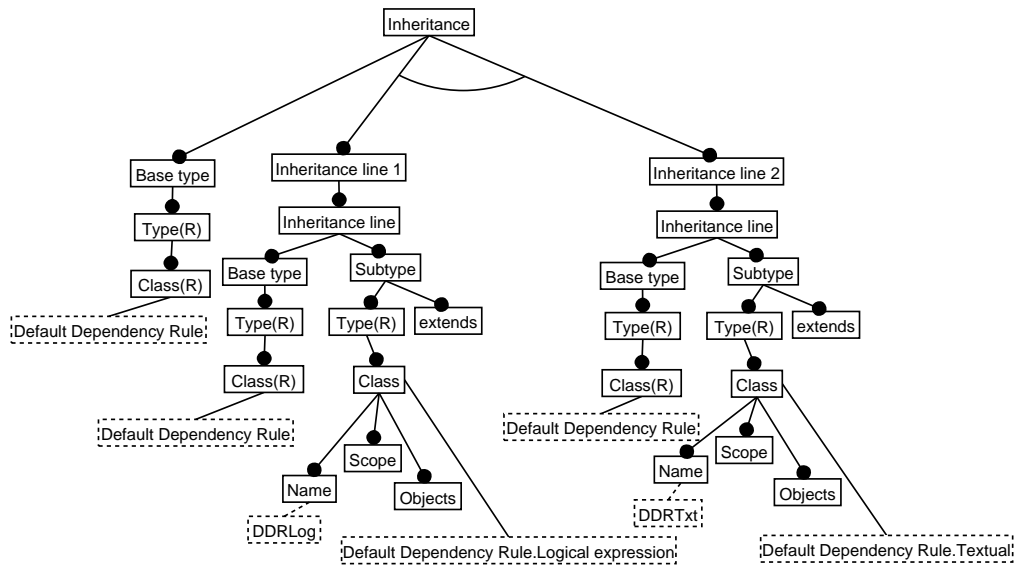 Inheritance
Base type
Inheritance line 1
Inheritance line 2
Type(R)
Inheritance line
Inheritance line
Class(R)
Base type
Subtype
Base type
Subtype
Default Dependency Rule
Type(R)
Type(R)
extends
Type(R)
Type(R)
extends
Class(R)
Class
Class(R)
Class
Default Dependency Rule
Default Dependency Rule
Scope
Scope
Name
Objects
Name
Objects
DDRLog
DDRTxt
Default Dependency Rule.Logical expression
Default Dependency Rule.Textual